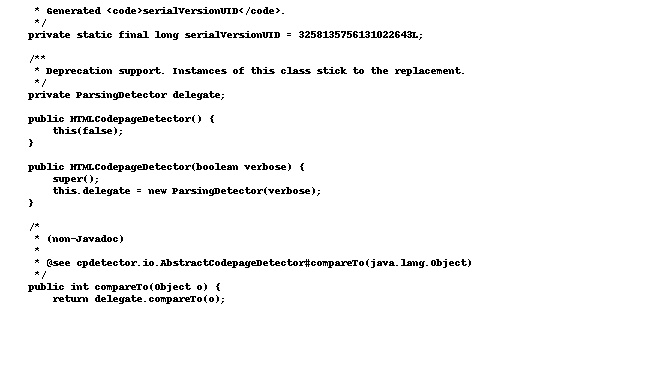 * Generated <code>serialVersionUID</code>.
*/
private static final long serialVersionUID = 3258135756131022643L;
/**
* Deprecation support. Instances of this class stick to the replacement.
*/
private ParsingDetector delegate;
public HTMLCodepageDetector() {
this(false);
}
public HTMLCodepageDetector(boolean verbose) {
super();
this.delegate = new ParsingDetector(verbose);
}
/*
* (non-Javadoc)
*
* @see cpdetector.io.AbstractCodepageDetector#compareTo(java.lang.Object)
*/
public int compareTo(Object o) {
return delegate.compareTo(o);